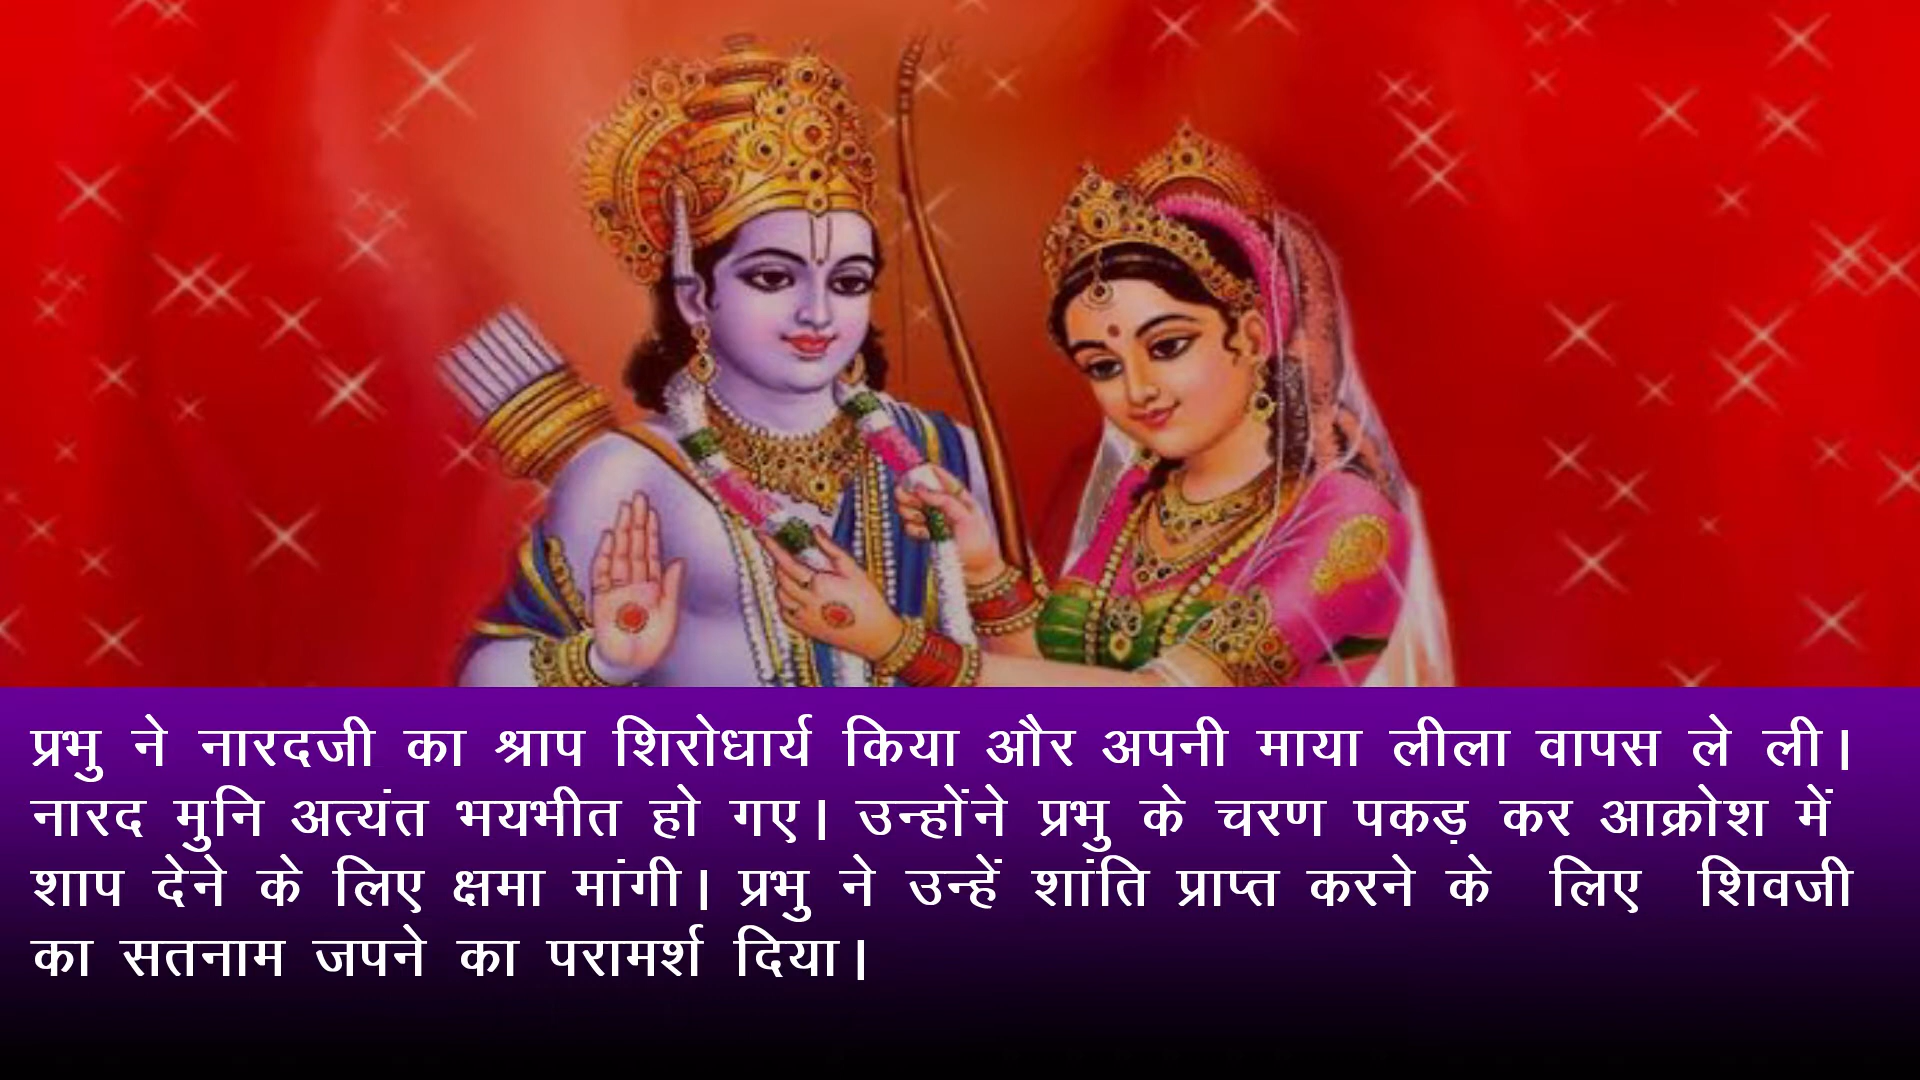 प्रभु ने नारदजी का श्राप शिरोधार्य किया और अपनी माया लीला वापस ले ली।
नारद मुनि अत्यंत भयभीत हो गए। उन्होंने प्रभु के चरण पकड़ कर आक्रोश में
शाप देने के लिए क्षमा मांगी। प्रभु ने उन्हें शांति प्राप्त करने के लिए शिवजी
का सतनाम जपने का परामर्श दिया।